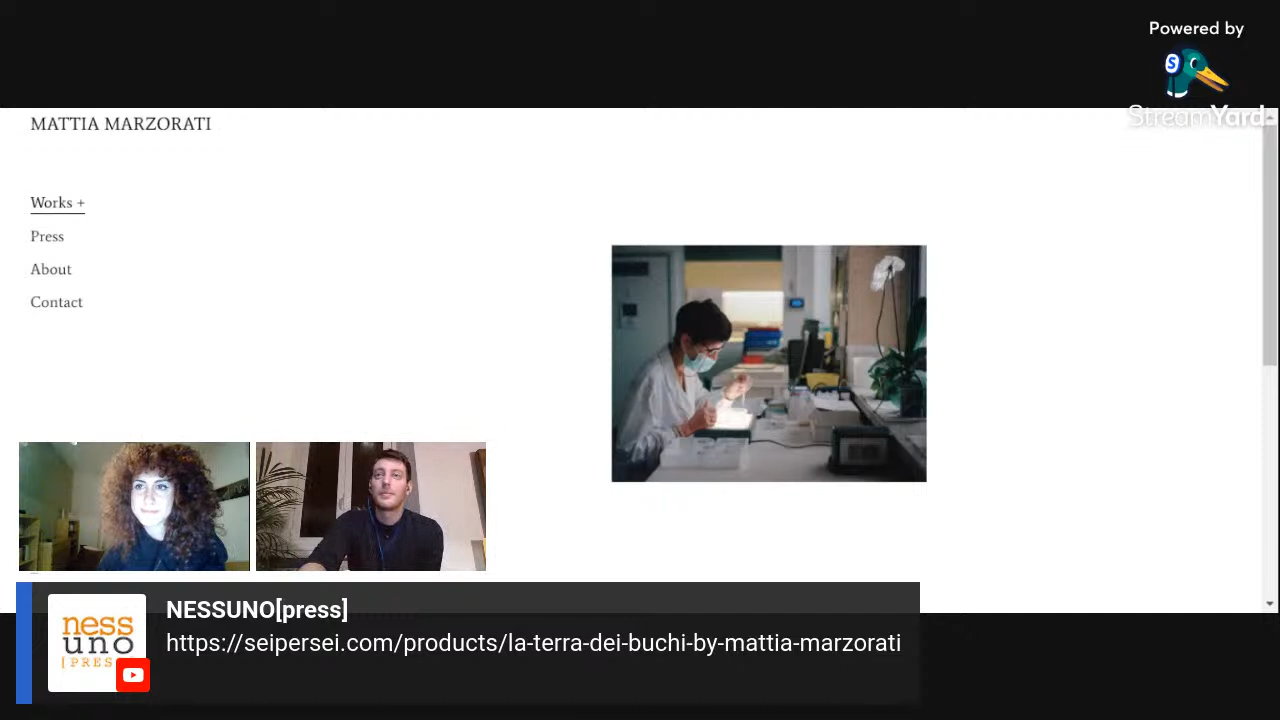 Powered by
S
StreamYard
MATTIA MARZORATI
Works +
Press
About
Contact
NESSUNO[press]
https://seipersei.com/products/la-terra-dei-buchi-by-mattia-marzorati
ness
uno